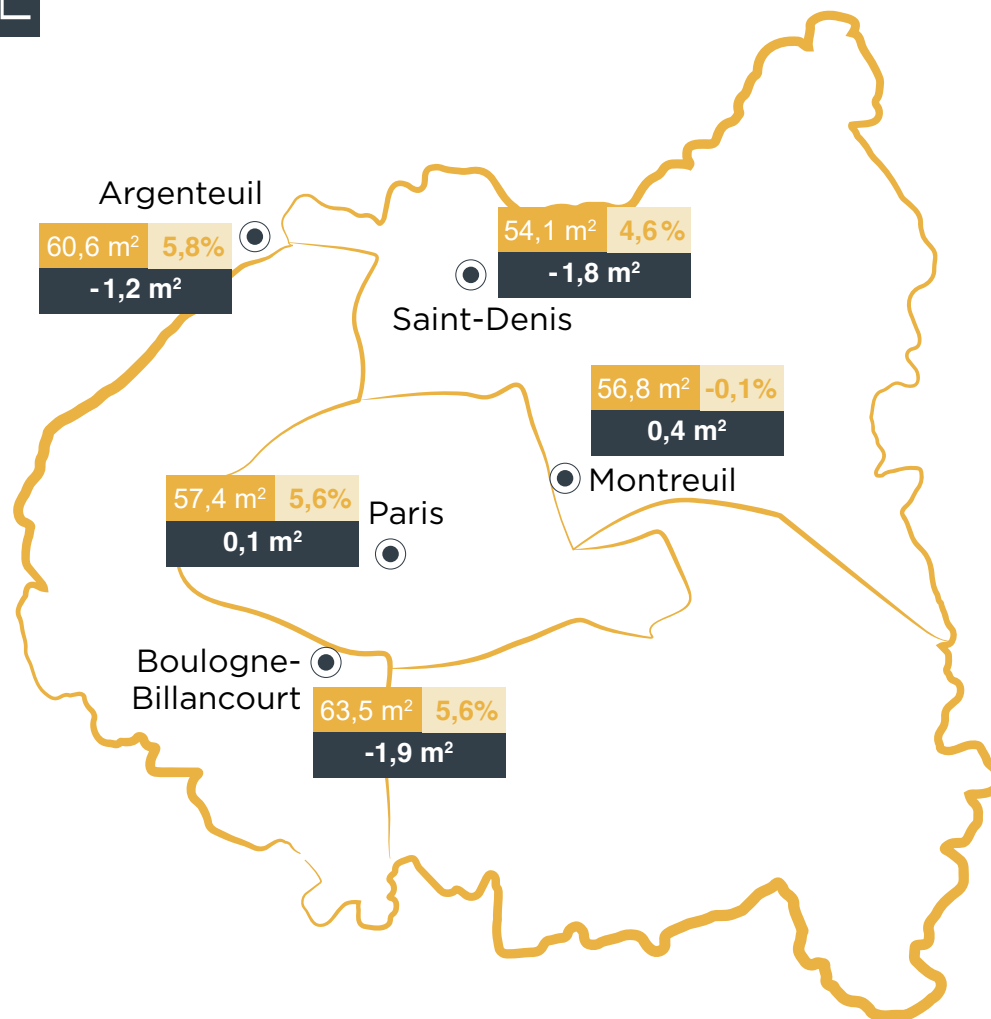 Argenteuil
60,6 m² 5,8%
-1,2 m²
54,1 m² 4,6%
-1,8 m²
Saint-Denis
56,8 m² -0,1%
0,4 m²
Montreuil
57,4 m² 5,6%
0,1 m²
Paris
Boulogne-
Billancourt
63,5 m² 5,6%
-1,9 m²